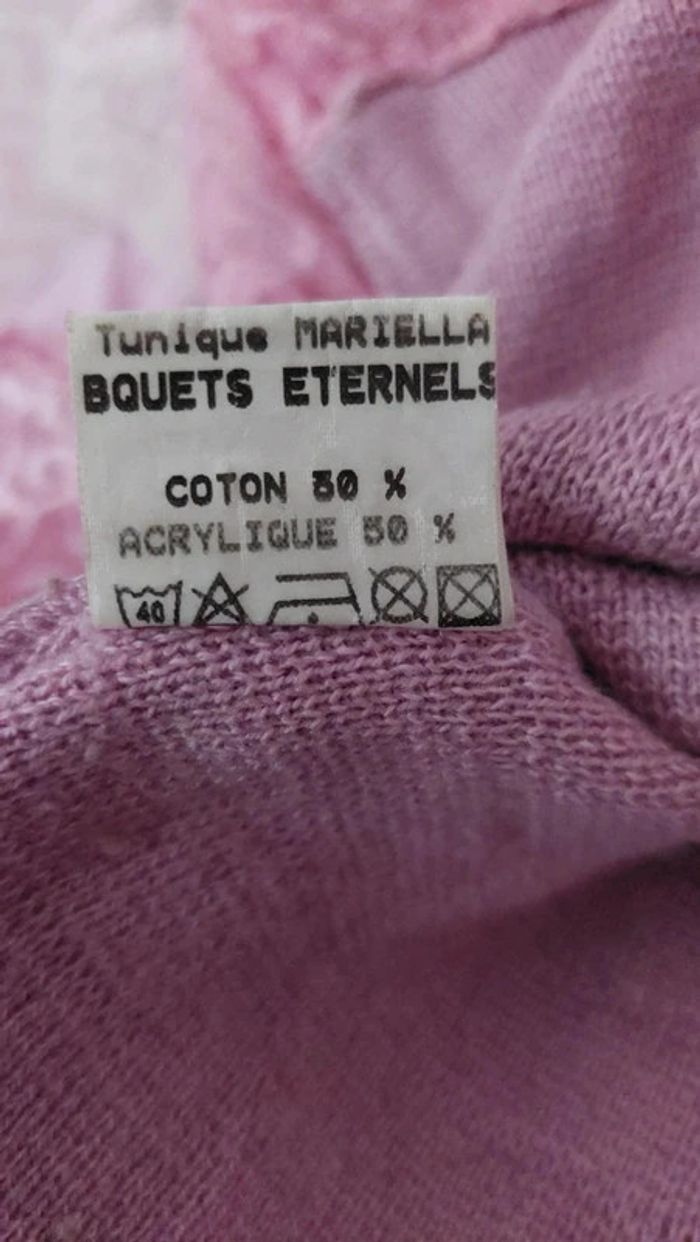 Tunique MARIELLA
BQUETS ETERNELS
COTON 50 %
ACRYLIQUE 50 %
40